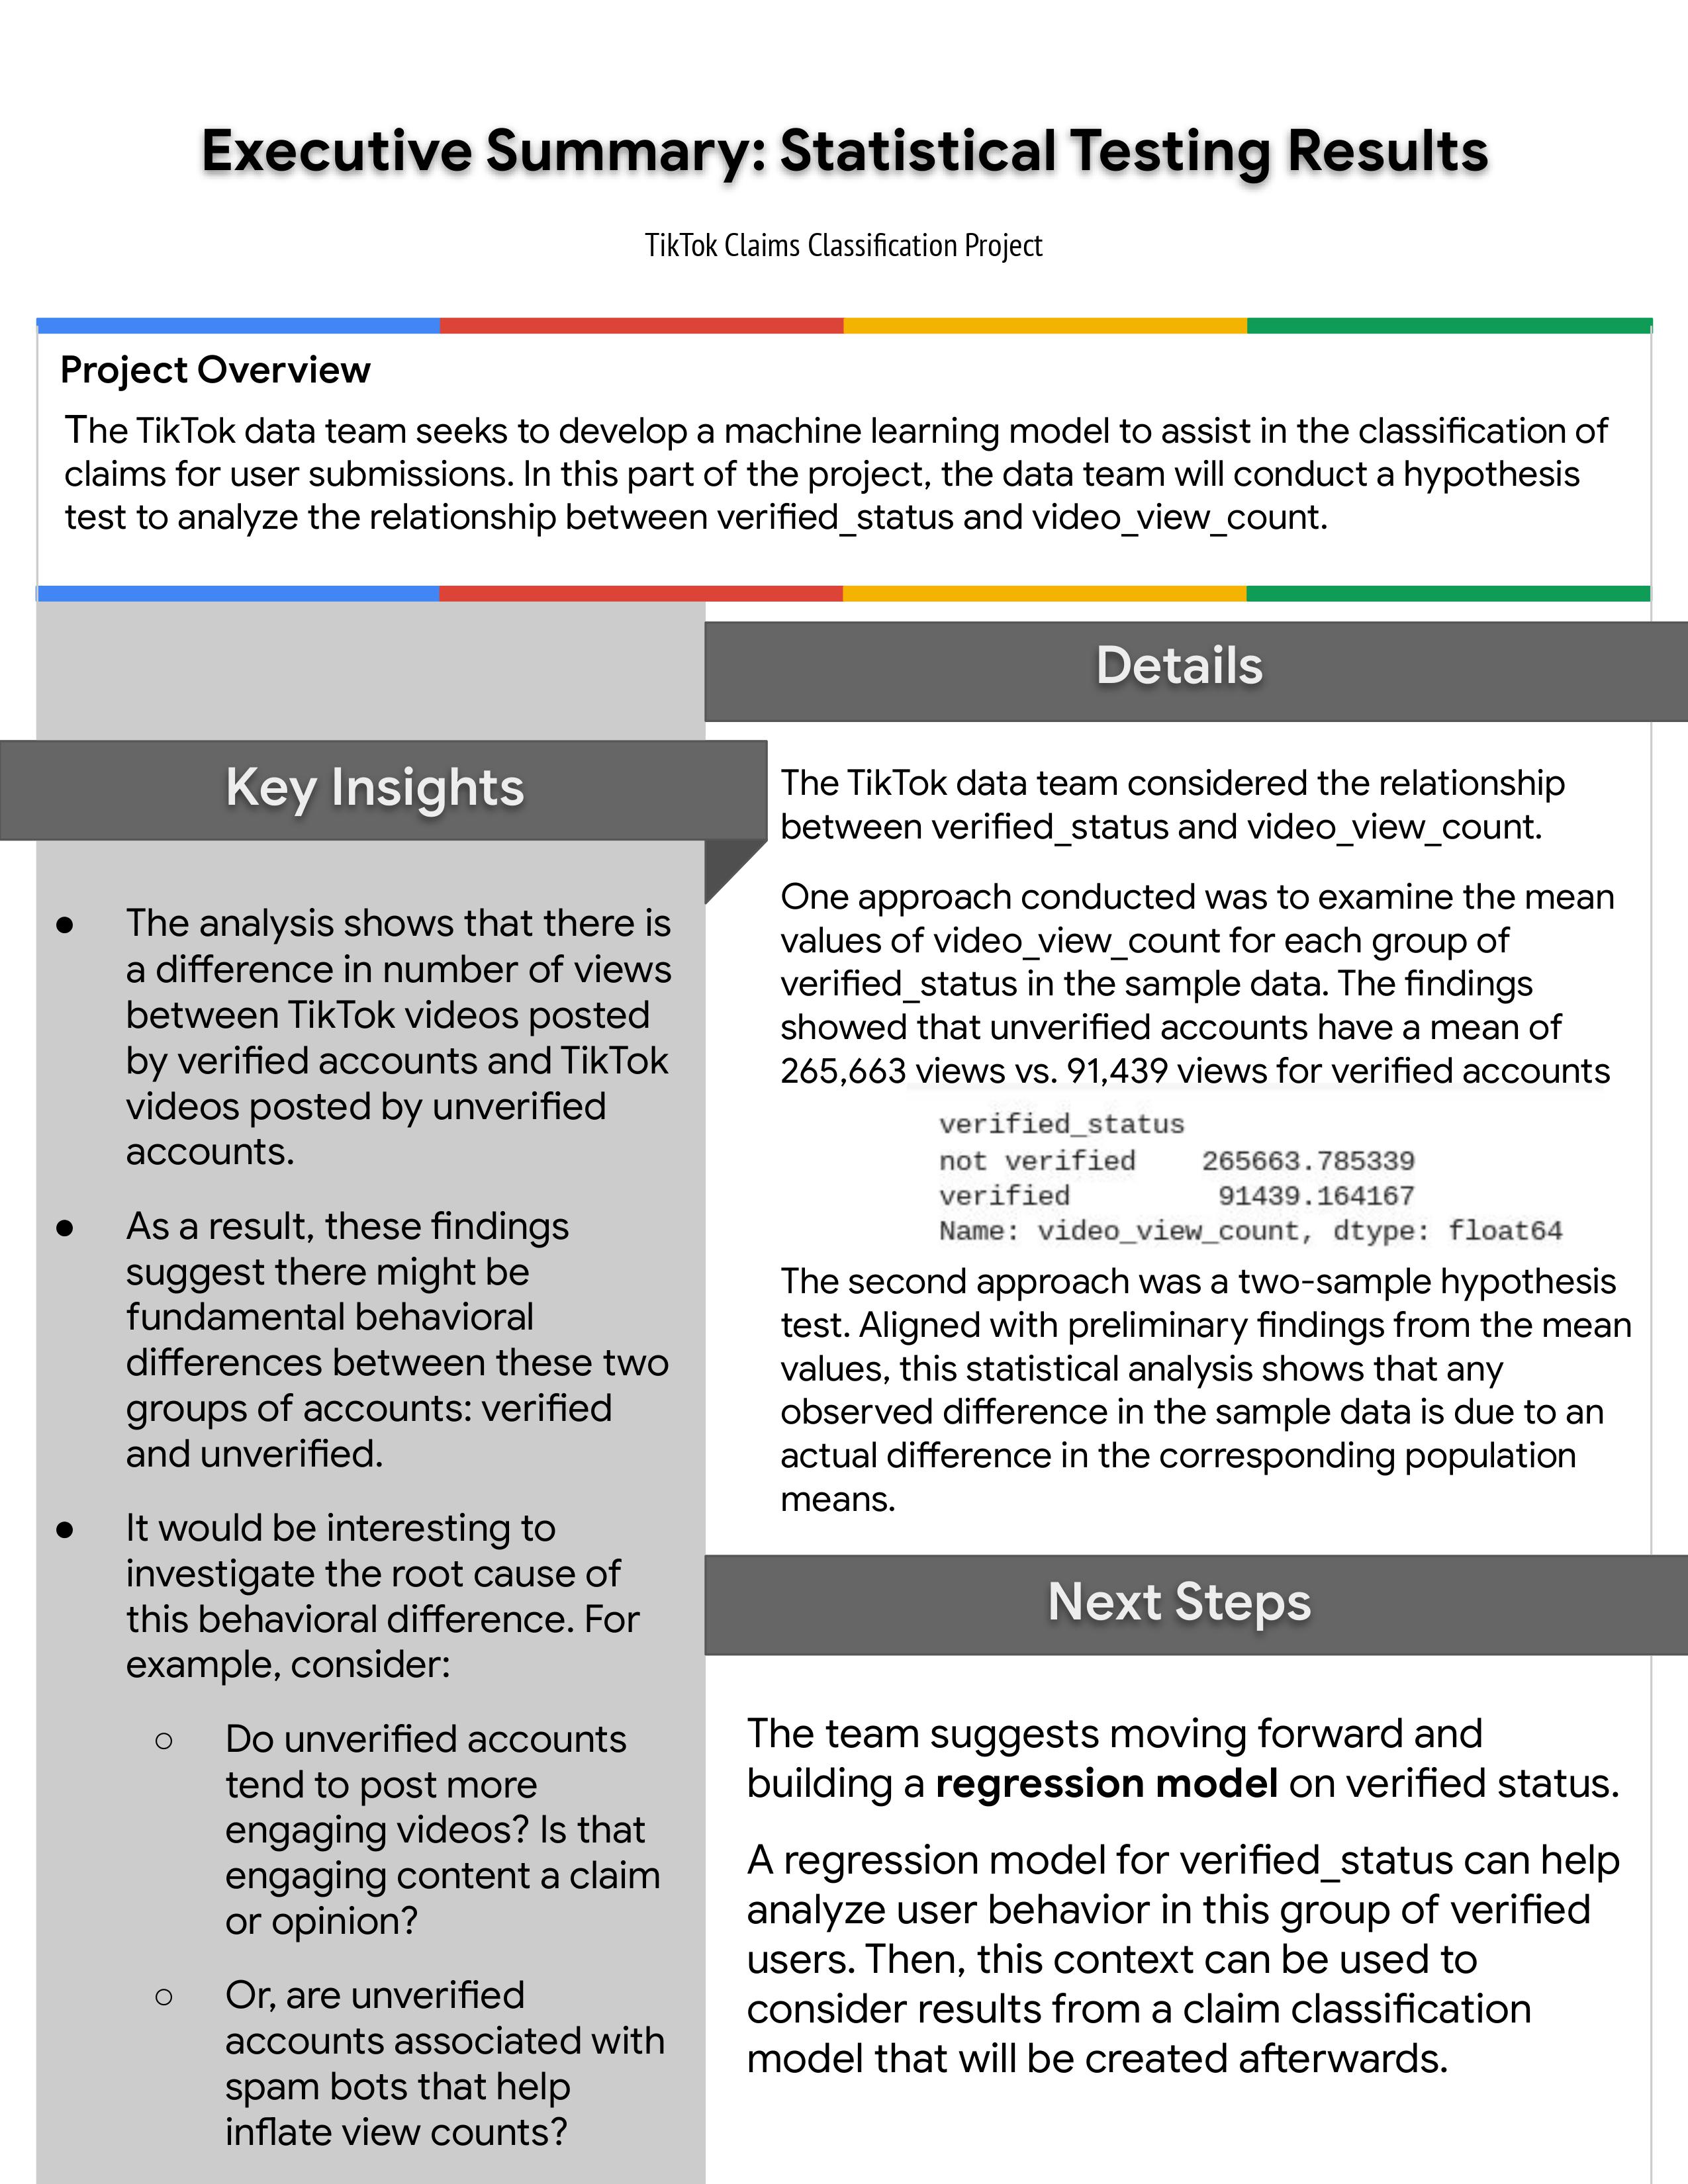 Executive Summary: Statistical Testing Results
TikTok Claims Classification Project
Project Overview
The TikTok data team seeks to develop a machine learning model to assist in the classification of
claims for user submissions. In this part of the project, the data team will conduct a hypothesis
test to analyze the relationship between verified_status and video_view_count.
Key Insights
● The analysis shows that there is
a difference in number of views
between TikTok videos posted
by verified accounts and TikTok
videos posted by unverified
accounts.
● As a result, these findings
suggest there might be
fundamental behavioral
differences between these two
groups of accounts: verified
and unverified.
● It would be interesting to
investigate the root cause of
this behavioral difference. For
example, consider:
○ Do unverified accounts
tend to post more
engaging videos? Is that
engaging content a claim
or opinion?
○ Or, are unverified
accounts associated with
spam bots that help
inflate view counts?
Details
The TikTok data team considered the relationship
between verified_status and video_view_count.
One approach conducted was to examine the mean
values of video_view_count for each group of
verified_status in the sample data. The findings
showed that unverified accounts have a mean of
265,663 views vs. 91,439 views for verified accounts
verified_status
not verified    265663.785339
verified         91439.164167
Name: video_view_count, dtype: float64
The second approach was a two-sample hypothesis
test. Aligned with preliminary findings from the mean
values, this statistical analysis shows that any
observed difference in the sample data is due to an
actual difference in the corresponding population
means.
Next Steps
The team suggests moving forward and
building a regression model on verified status.
A regression model for verified_status can help
analyze user behavior in this group of verified
users. Then, this context can be used to
consider results from a claim classification
model that will be created afterwards.